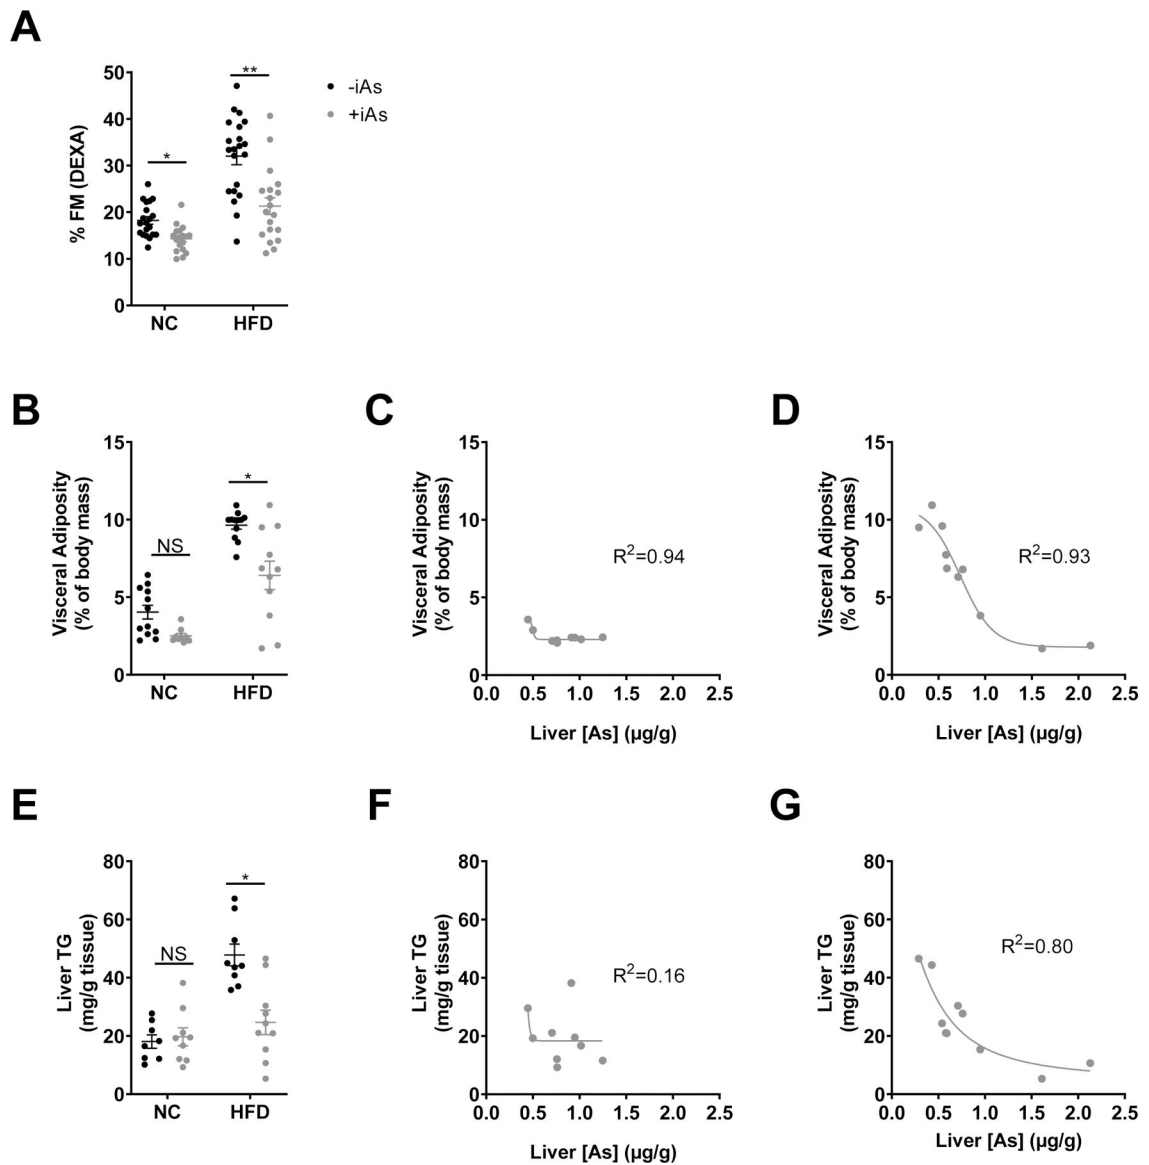 A
% FM (DEXA)
50
40
30
20
10
0
*
**
NC
HFD
-iAs
+iAs
B
Visceral Adiposity
(% of body mass)
15
10
5
0
NS
*
NC
HFD
C
Visceral Adiposity
(% of body mass)
15
10
5
0
R²=0.94
0.0 0.5 1.0 1.5 2.0 2.5
Liver [As] (µg/g)
D
Visceral Adiposity
(% of body mass)
15
10
5
0
R²=0.93
0.0 0.5 1.0 1.5 2.0 2.5
Liver [As] (µg/g)
E
Liver TG
(mg/g tissue)
80
60
40
20
0
NS
*
NC
HFD
F
Liver TG
(mg/g tissue)
80
60
40
20
0
R²=0.16
0.0 0.5 1.0 1.5 2.0 2.5
Liver [As] (µg/g)
G
Liver TG
(mg/g tissue)
80
60
40
20
0
R²=0.80
0.0 0.5 1.0 1.5 2.0 2.5
Liver [As] (µg/g)